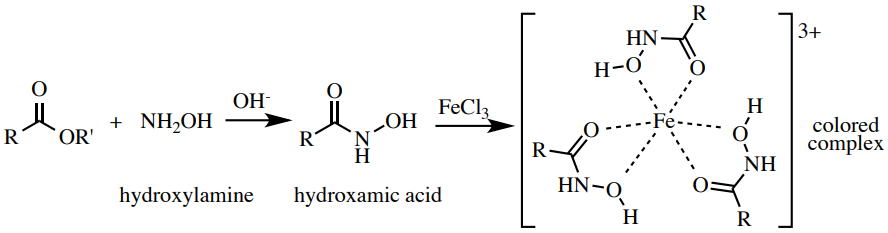 O
R OR'
+ NH₂OH
OH⁻
hydroxylamine
O
R N OH
H
hydroxamic acid
FeCl₃
R
HN
H-O O
Fe
O
R
HN-O
H
H
O
NH
O
R
3+
colored
complex